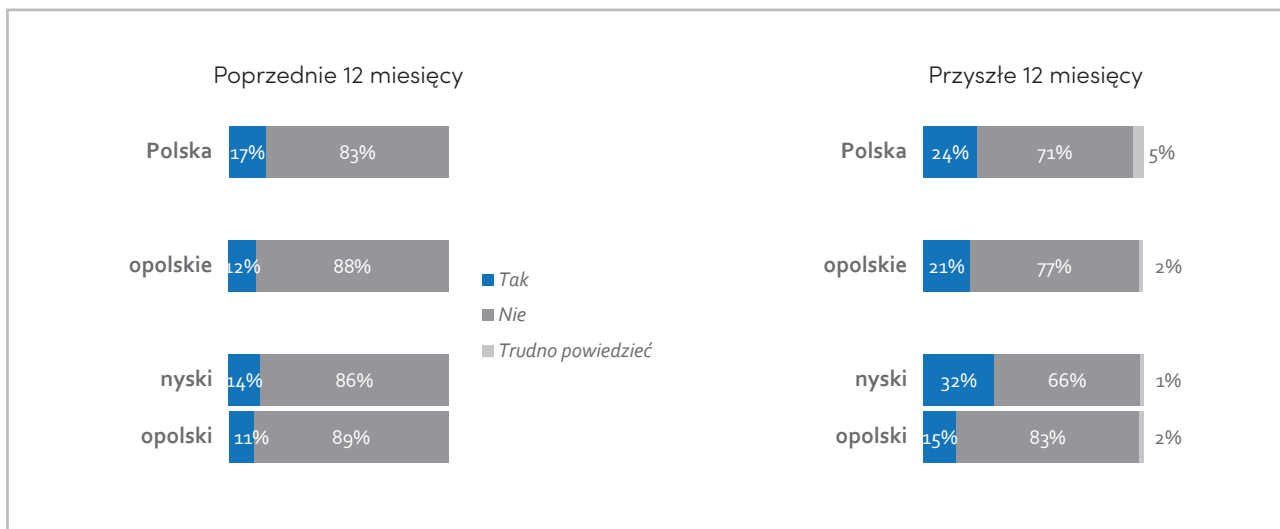 Poprzednie 12 miesięcy
Polska 17% 83%
opolskie 12% 88%
nyski 14% 86%
opolski 11% 89%
Tak
Nie
Trudno powiedzieć
Przyszłe 12 miesięcy
Polska 24% 71% 5%
opolskie 21% 77% 2%
nyski 32% 66% 1%
opolski 15% 83% 2%